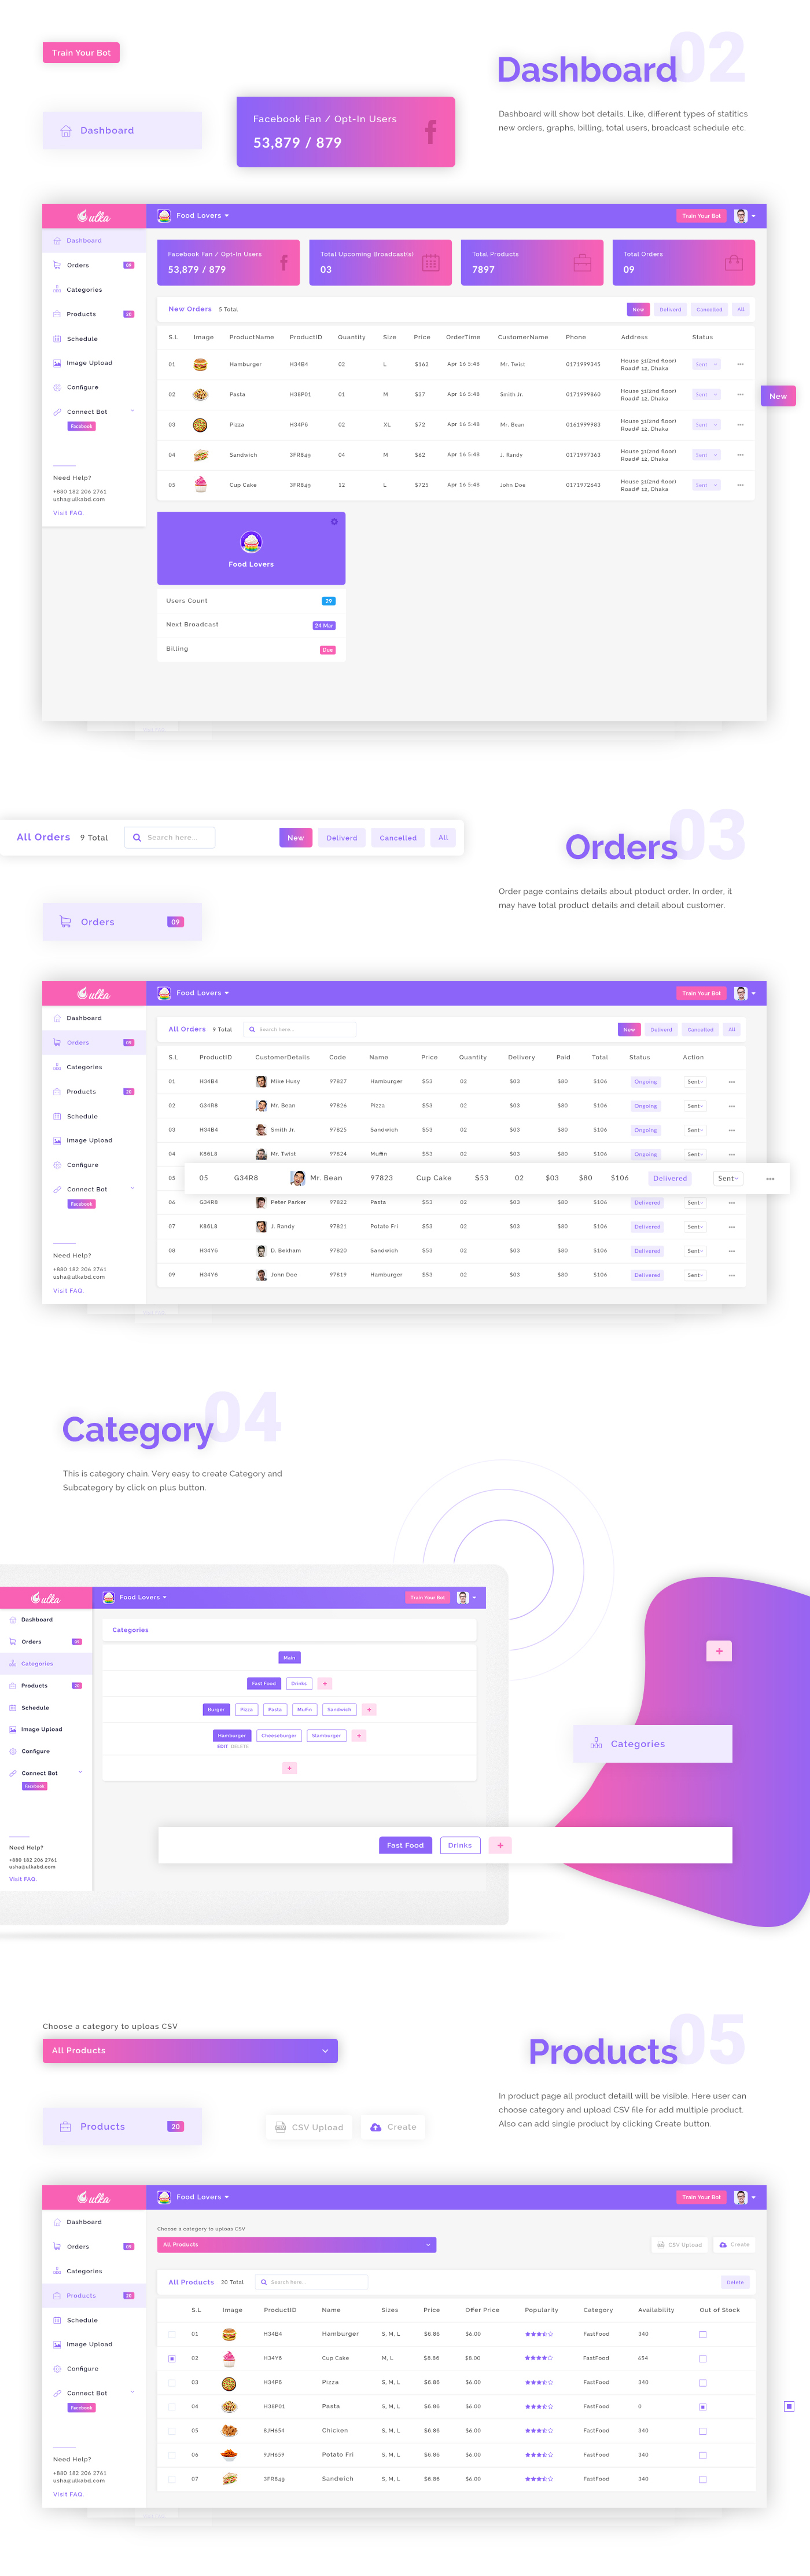 Train Your Bot
02
Dashboard
Dashboard will show bot details. Like, different types of statitics
new orders, graphs, billing, total users, broadcast schedule etc.
Dashboard
Facebook Fan / Opt-In Users
53,879 / 879
ulka
Food Lovers
Train Your Bot
Dashboard
Orders 09
Categories
Products 20
Schedule
Image Upload
Configure
Connect Bot
Facebook
Need Help?
+880 182 206 2761
usha@ulkabd.com
Visit FAQ.
Facebook Fan / Opt-in Users
53,879 / 879
Total Upcoming Broadcast(s)
03
Total Products
7897
Total Orders
09
New Orders 5 Total New Deliverd Cancelled All
S.L Image ProductName ProductID Quantity Size Price OrderTime CustomerName Phone Address Status
01 Hamburger H34B4 02 L $162 Apr 16 5:48 Mr. Twist 0171999345 House 31(2nd floor) Road# 12, Dhaka Sent
02 Pasta H38P01 01 M $37 Apr 16 5:48 Smith Jr. 0171999860 House 31(2nd floor) Road# 12, Dhaka Sent
03 Pizza H34P6 02 XL $72 Apr 16 5:48 Mr. Bean 0161999983 House 31(2nd floor) Road# 12, Dhaka Sent
04 Sandwich 3FR849 04 M $62 Apr 16 5:48 J. Randy 0171997363 House 31(2nd floor) Road# 12, Dhaka Sent
05 Cup Cake 3FR849 12 L $725 Apr 16 5:48 John Doe 0171972643 House 31(2nd floor) Road# 12, Dhaka Sent
New
Food Lovers
Users Count 29
Next Broadcast 24 Mar
Billing Due
All Orders 9 Total Search here... New Deliverd Cancelled All
03
Orders
Order page contains details about ptoduct order. In order, it
may have total product details and detail about customer.
Orders 09
ulka
Food Lovers
Train Your Bot
Dashboard
Orders 09
Categories
Products 20
Schedule
Image Upload
Configure
Connect Bot
Facebook
Need Help?
+880 182 206 2761
usha@ulkabd.com
Visit FAQ.
All Orders 9 Total Search here... New Deliverd Cancelled All
S.L ProductID CustomerDetails Code Name Price Quantity Delivery Paid Total Status Action
01 H34B4 Mike Husy 97827 Hamburger $53 02 $03 $80 $106 Ongoing Sent
02 G34R8 Mr. Bean 97826 Pizza $53 02 $03 $80 $106 Ongoing Sent
03 H34B4 Smith Jr. 97825 Sandwich $53 02 $03 $80 $106 Ongoing Sent
04 K86L8 Mr. Twist 97824 Muffin $53 02 $03 $80 $106 Ongoing Sent
05
05 G34R8 Mr. Bean 97823 Cup Cake $53 02 $03 $80 $106 Delivered Sent
06 G34R8 Peter Parker 97822 Pasta $53 02 $03 $80 $106 Delivered Sent
07 K86L8 J. Randy 97821 Potato Fri $53 02 $03 $80 $106 Delivered Sent
08 H34Y6 D. Bekham 97820 Sandwich $53 02 $03 $80 $106 Delivered Sent
09 H34Y6 John Doe 97819 Hamburger $53 02 $03 $80 $106 Delivered Sent
04
Category
This is category chain. Very easy to create Category and
Subcategory by click on plus button.
ulka
Food Lovers
Train Your Bot
Dashboard
Orders 09
Categories
Products 20
Schedule
Image Upload
Configure
Connect Bot
Facebook
Need Help?
+880 182 206 2761
usha@ulkabd.com
Visit FAQ.
Categories
Main
Fast Food Drinks +
Burger Pizza Pasta Muffin Sandwich +
Hamburger Cheeseburger Slamburger +
EDIT DELETE
+
+
Categories
Fast Food Drinks +
Choose a category to uploas CSV
All Products
05
Products
In product page all product detaill will be visible. Here user can
choose category and upload CSV file for add multiple product.
Also can add single product by clicking Create button.
Products 20
CSV Upload
Create
ulka
Food Lovers
Train Your Bot
Dashboard
Orders 09
Categories
Products 20
Schedule
Image Upload
Configure
Connect Bot
Facebook
Need Help?
+880 182 206 2761
usha@ulkabd.com
Visit FAQ.
Choose a category to uploas CSV
All Products
CSV Upload Create
All Products 20 Total Search here... Delete
S.L Image ProductID Name Sizes Price Offer Price Popularity Category Availability Out of Stock
01 H34B4 Hamburger S, M, L $6.86 $6.00 FastFood 340
02 H34Y6 Cup Cake M, L $8.86 $8.00 FastFood 654
03 H34P6 Pizza S, M, L $6.86 $6.00 FastFood 340
04 H38P01 Pasta S, M, L $6.86 $6.00 FastFood 0
05 8JH654 Chicken S, M, L $6.86 $6.00 FastFood 340
06 9JH659 Potato Fri S, M, L $6.86 $6.00 FastFood 340
07 3FR849 Sandwich S, M, L $6.86 $6.00 FastFood 340